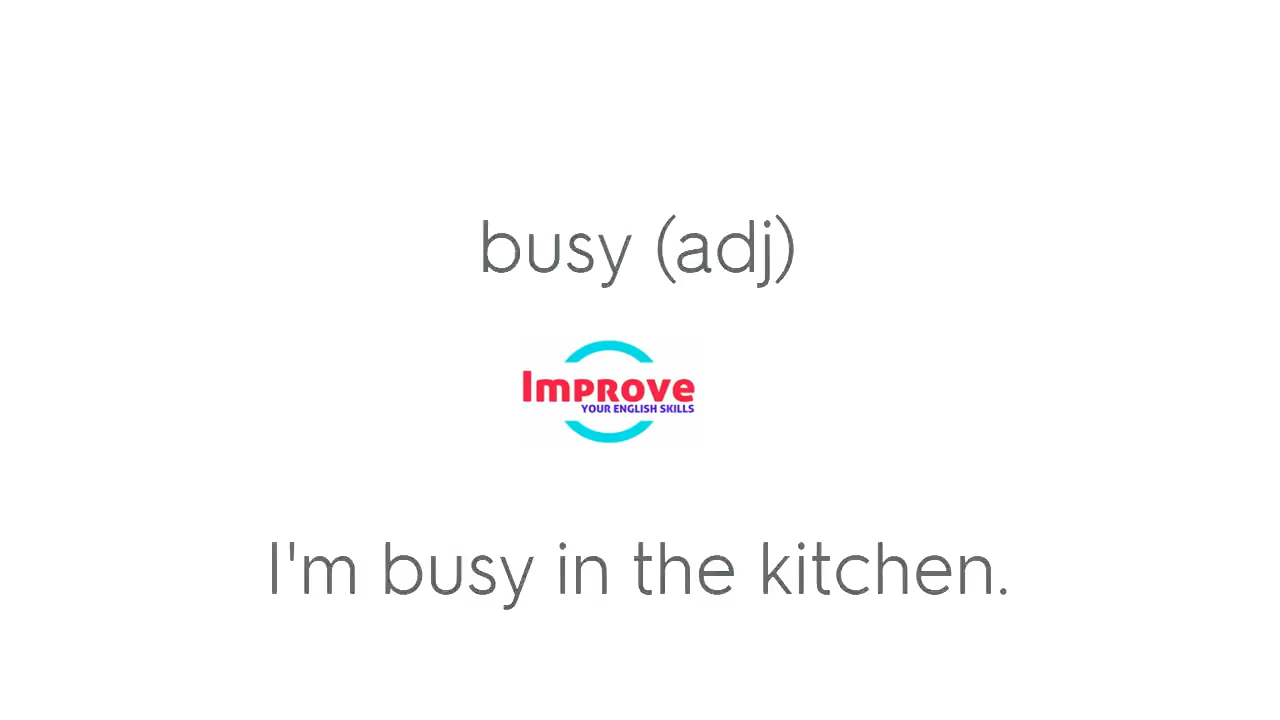 busy (adj)
Improve
YOUR ENGLISH SKILLS
I'm busy in the kitchen.